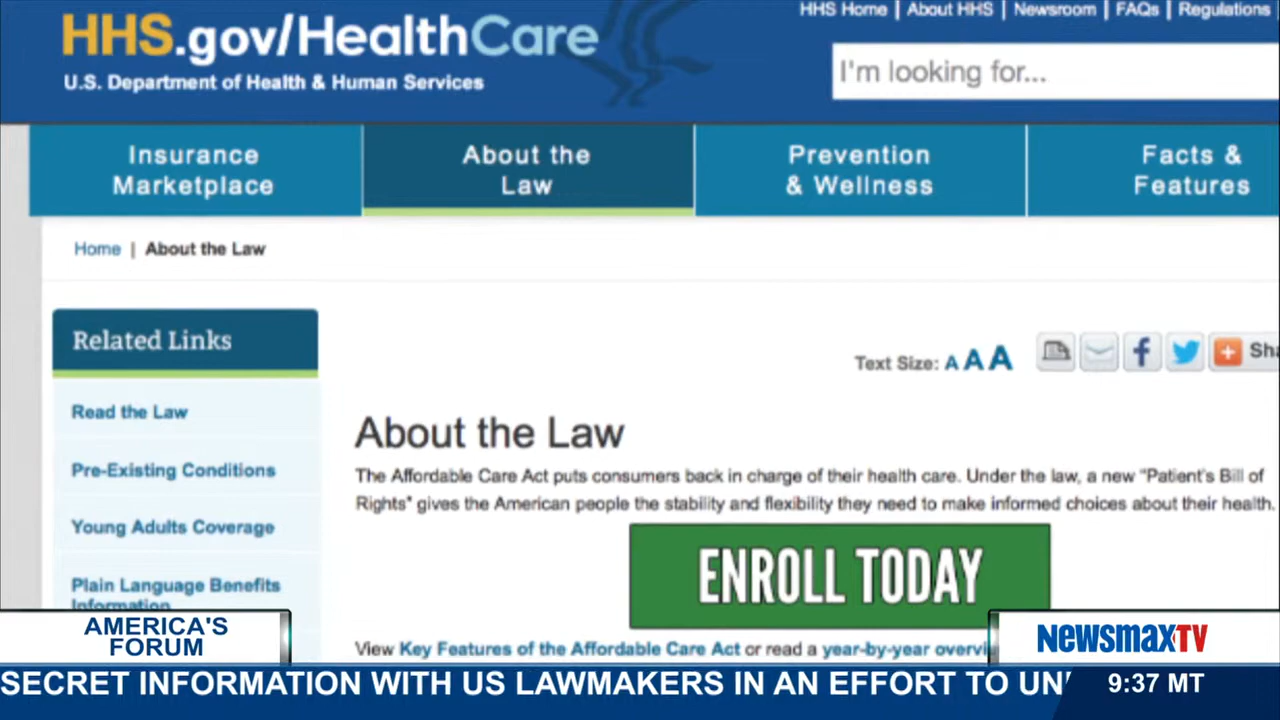 HHS.gov/HealthCare
U.S. Department of Health & Human Services
HHS Home | About HHS | Newsroom | FAQs | Regulations
I'm looking for...
Insurance
Marketplace
About the
Law
Prevention
& Wellness
Facts &
Features
Home | About the Law
Related Links
Read the Law
Pre-Existing Conditions
Young Adults Coverage
Plain Language Benefits
Information
Text Size: A A A
About the Law
The Affordable Care Act puts consumers back in charge of their health care. Under the law, a new "Patient's Bill of
Rights" gives the American people the stability and flexibility they need to make informed choices about their health.
ENROLL TODAY
View Key Features of the Affordable Care Act or read a year-by-year
AMERICA'S
FORUM
NEWSMAXTV
SECRET INFORMATION WITH US LAWMAKERS IN AN EFFORT TO
9:37 MT